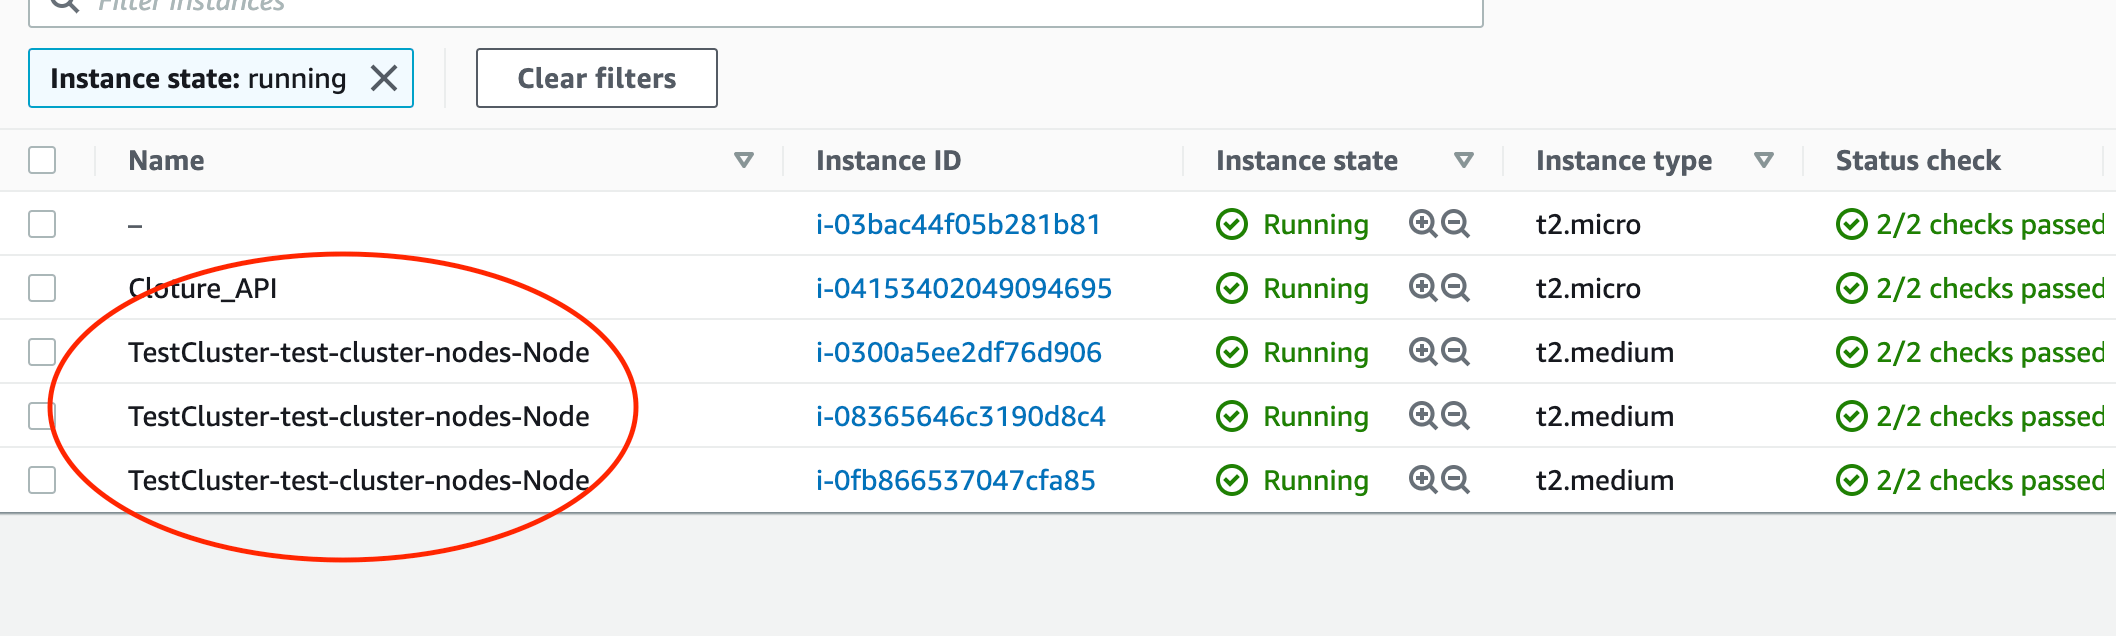 Filter instances
Instance state: running Clear filters
Name Instance ID Instance state Instance type Status check
– i-03bac44f05b281b81 Running t2.micro 2/2 checks passed
Cloture_API i-04153402049094695 Running t2.micro 2/2 checks passed
TestCluster-test-cluster-nodes-Node i-0300a5ee2df76d906 Running t2.medium 2/2 checks passed
TestCluster-test-cluster-nodes-Node i-08365646c3190d8c4 Running t2.medium 2/2 checks passed
TestCluster-test-cluster-nodes-Node i-0fb866537047cfa85 Running t2.medium 2/2 checks passed